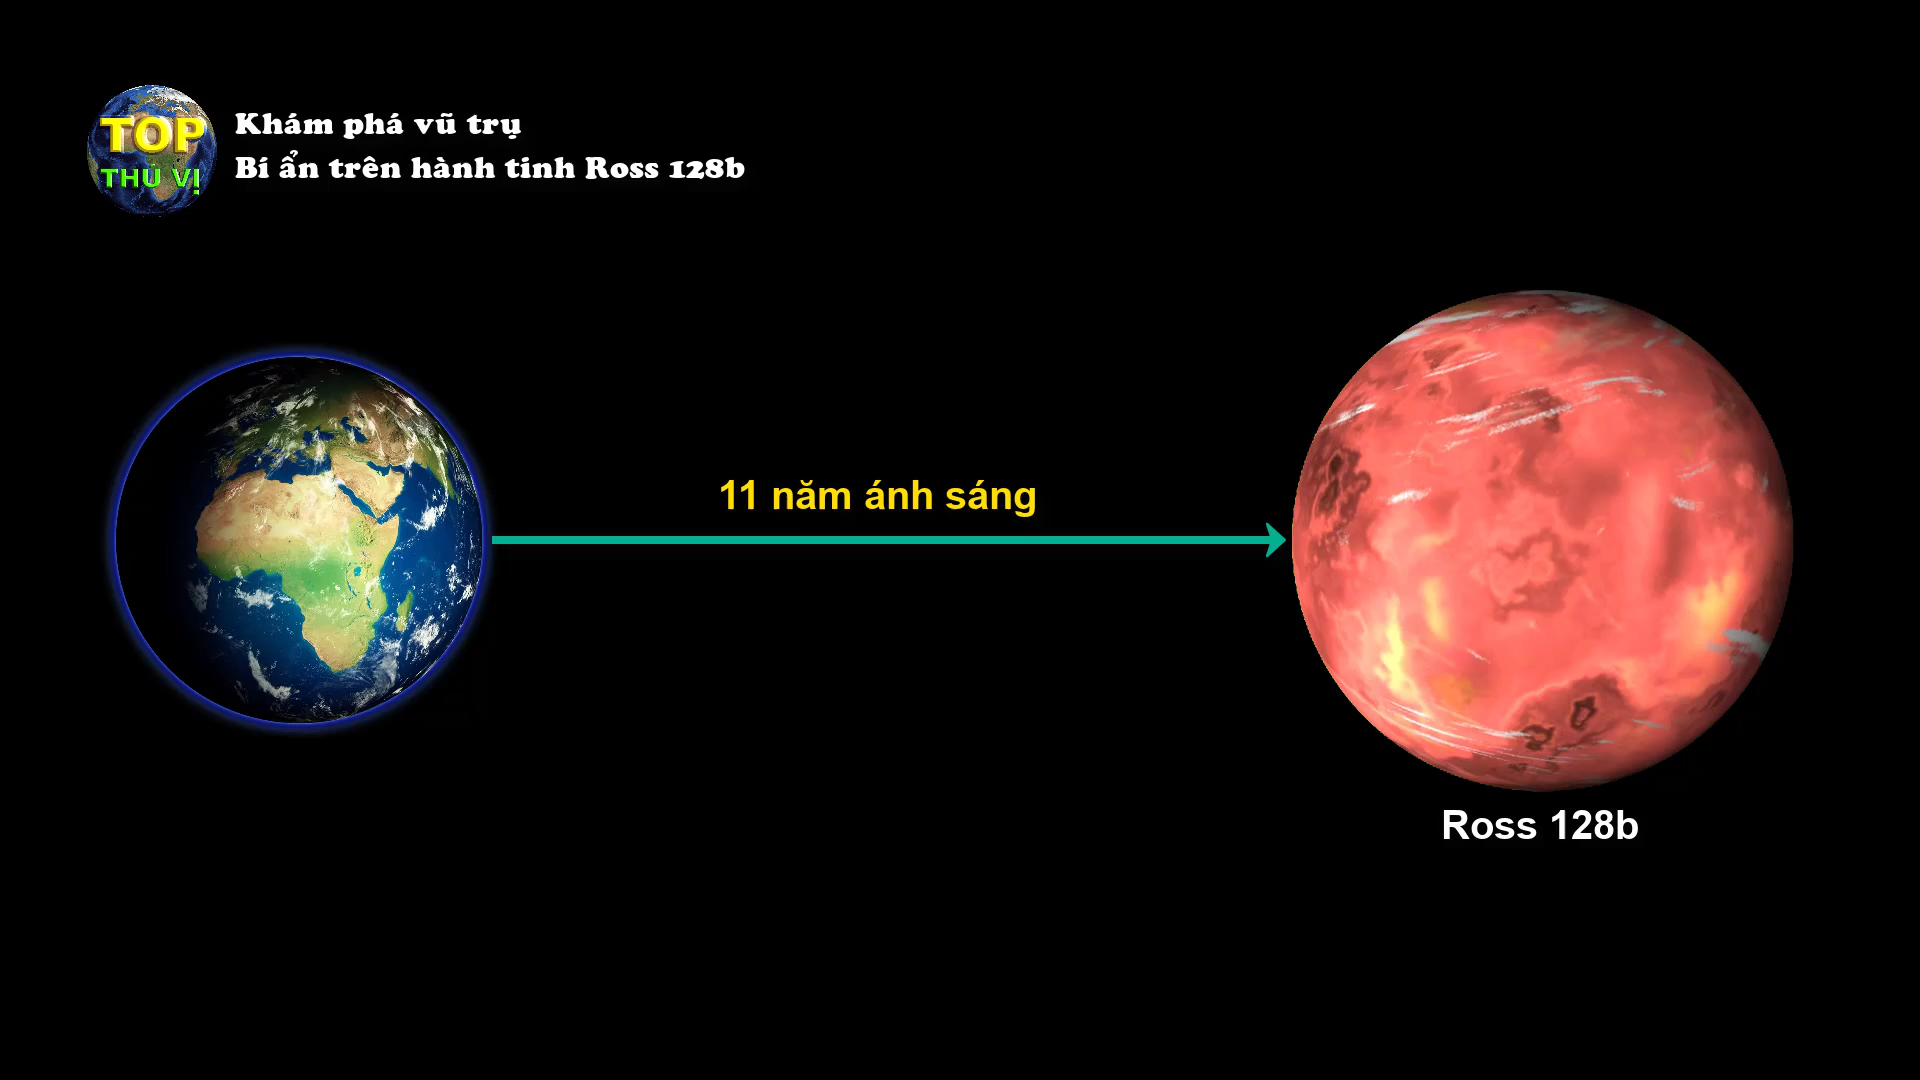 TOP
THÚ VỊ
Khám phá vũ trụ
Bí ẩn trên hành tinh Ross 128b
11 năm ánh sáng
Ross 128b